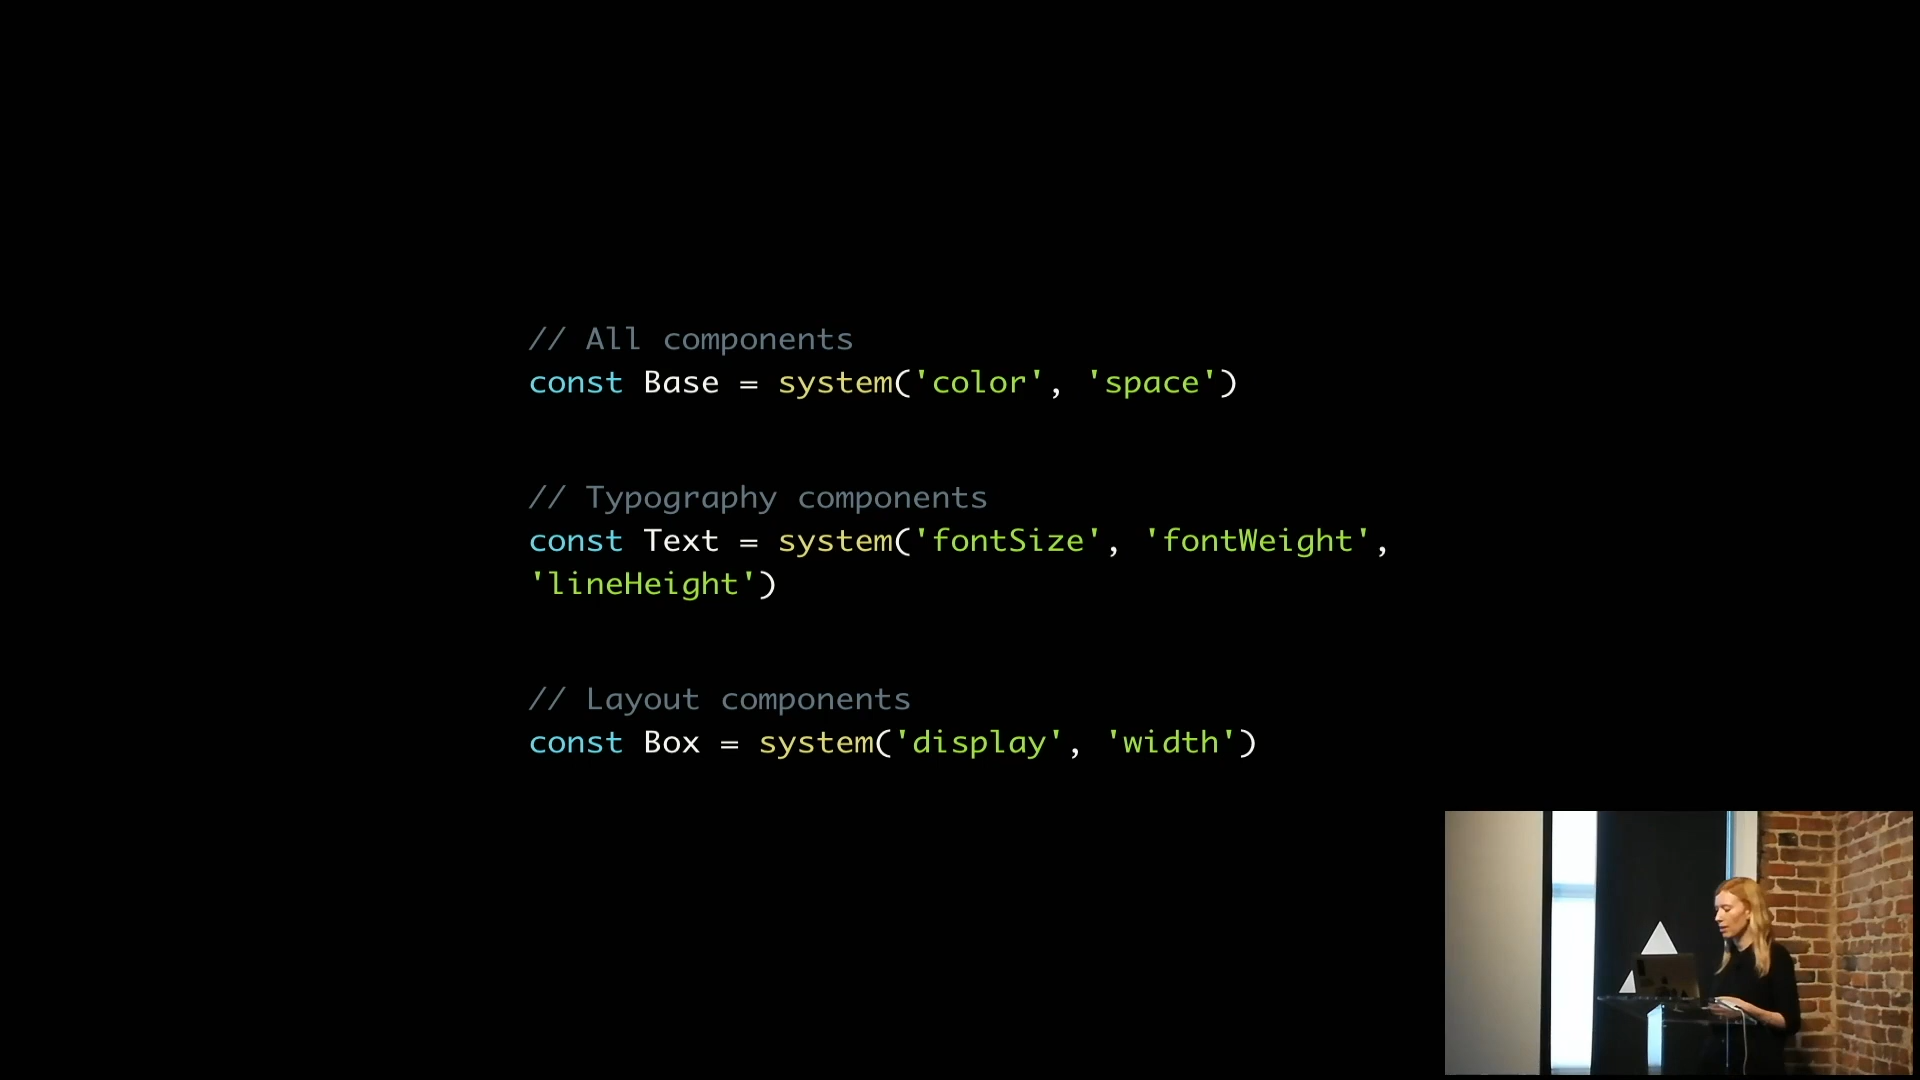 // All components
const Base = system('color', 'space')
// Typography components
const Text = system('fontSize', 'fontWeight',
'lineHeight')
// Layout components
const Box = system('display', 'width')